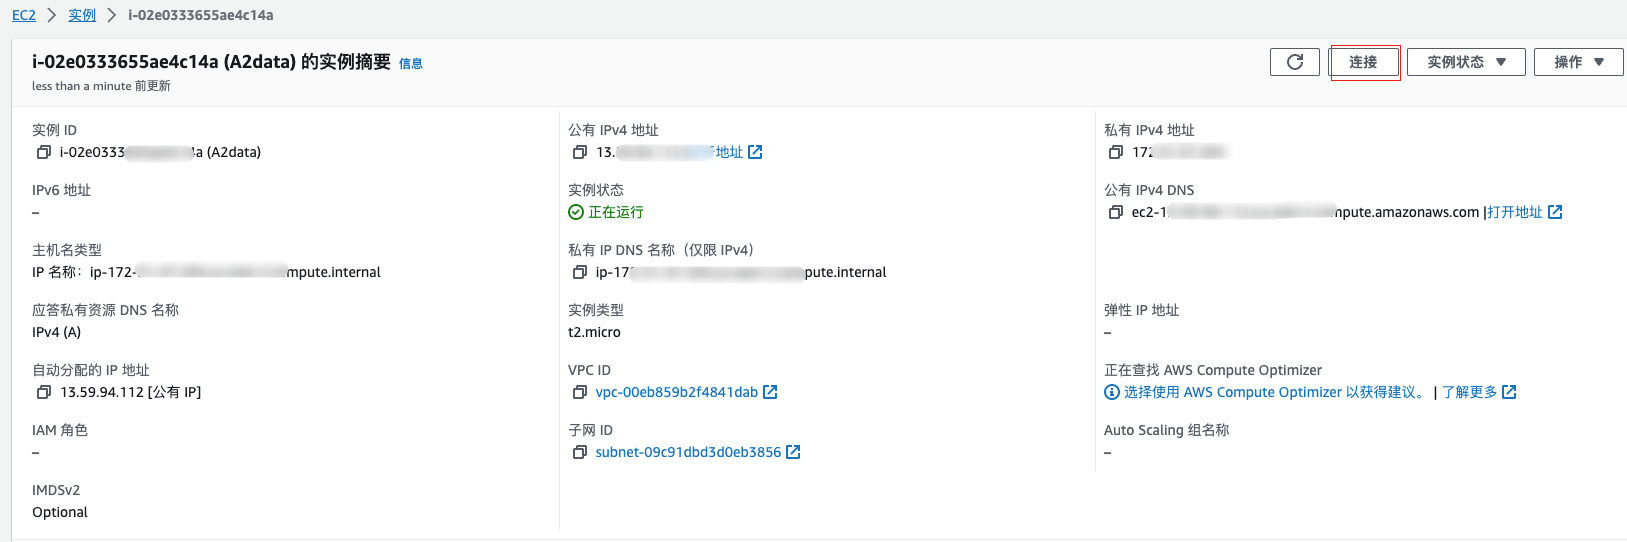 EC2 > 实例 > i-02e0333655ae4c14a
i-02e0333655ae4c14a (A2data) 的实例摘要 信息
less than a minute 前更新
连接
实例状态
操作
实例 ID
i-02e0333 a (A2data)
公有 IPv4 地址
13. 地址
私有 IPv4 地址
172
IPv6 地址
–
实例状态
正在运行
公有 IPv4 DNS
ec2-1 mpute.amazonaws.com |打开地址
主机名类型
IP 名称：ip-172- mpute.internal
私有 IP DNS 名称（仅限 IPv4）
ip-17 pute.internal
应答私有资源 DNS 名称
IPv4 (A)
实例类型
t2.micro
弹性 IP 地址
–
自动分配的 IP 地址
13.59.94.112 [公有 IP]
VPC ID
vpc-00eb859b2f4841dab
正在查找 AWS Compute Optimizer
选择使用 AWS Compute Optimizer 以获得建议。 | 了解更多
IAM 角色
–
子网 ID
subnet-09c91dbd3d0eb3856
Auto Scaling 组名称
–
IMDSv2
Optional